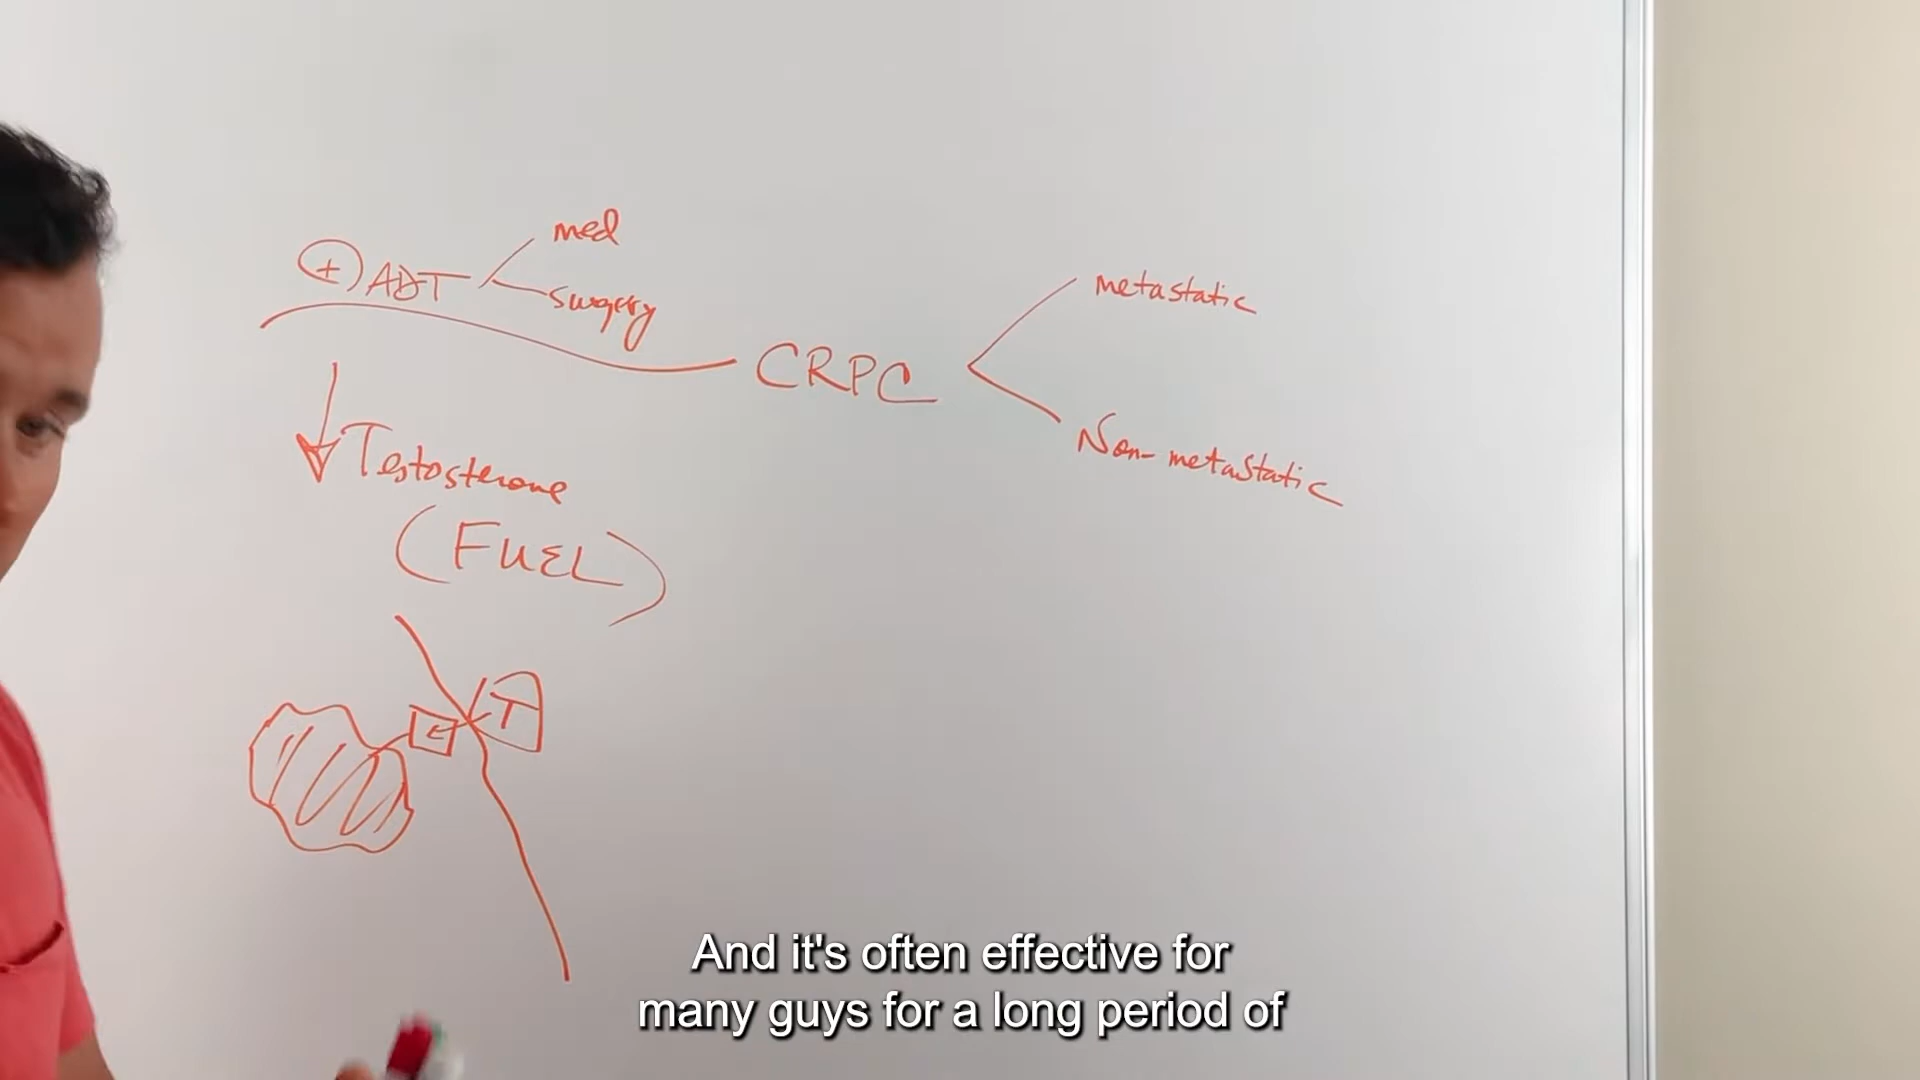 med
(+) ADT
surgery
metastatic
CRPC
Non-metastatic
Testosterone
(FUEL)
T
And it's often effective for
many guys for a long period of